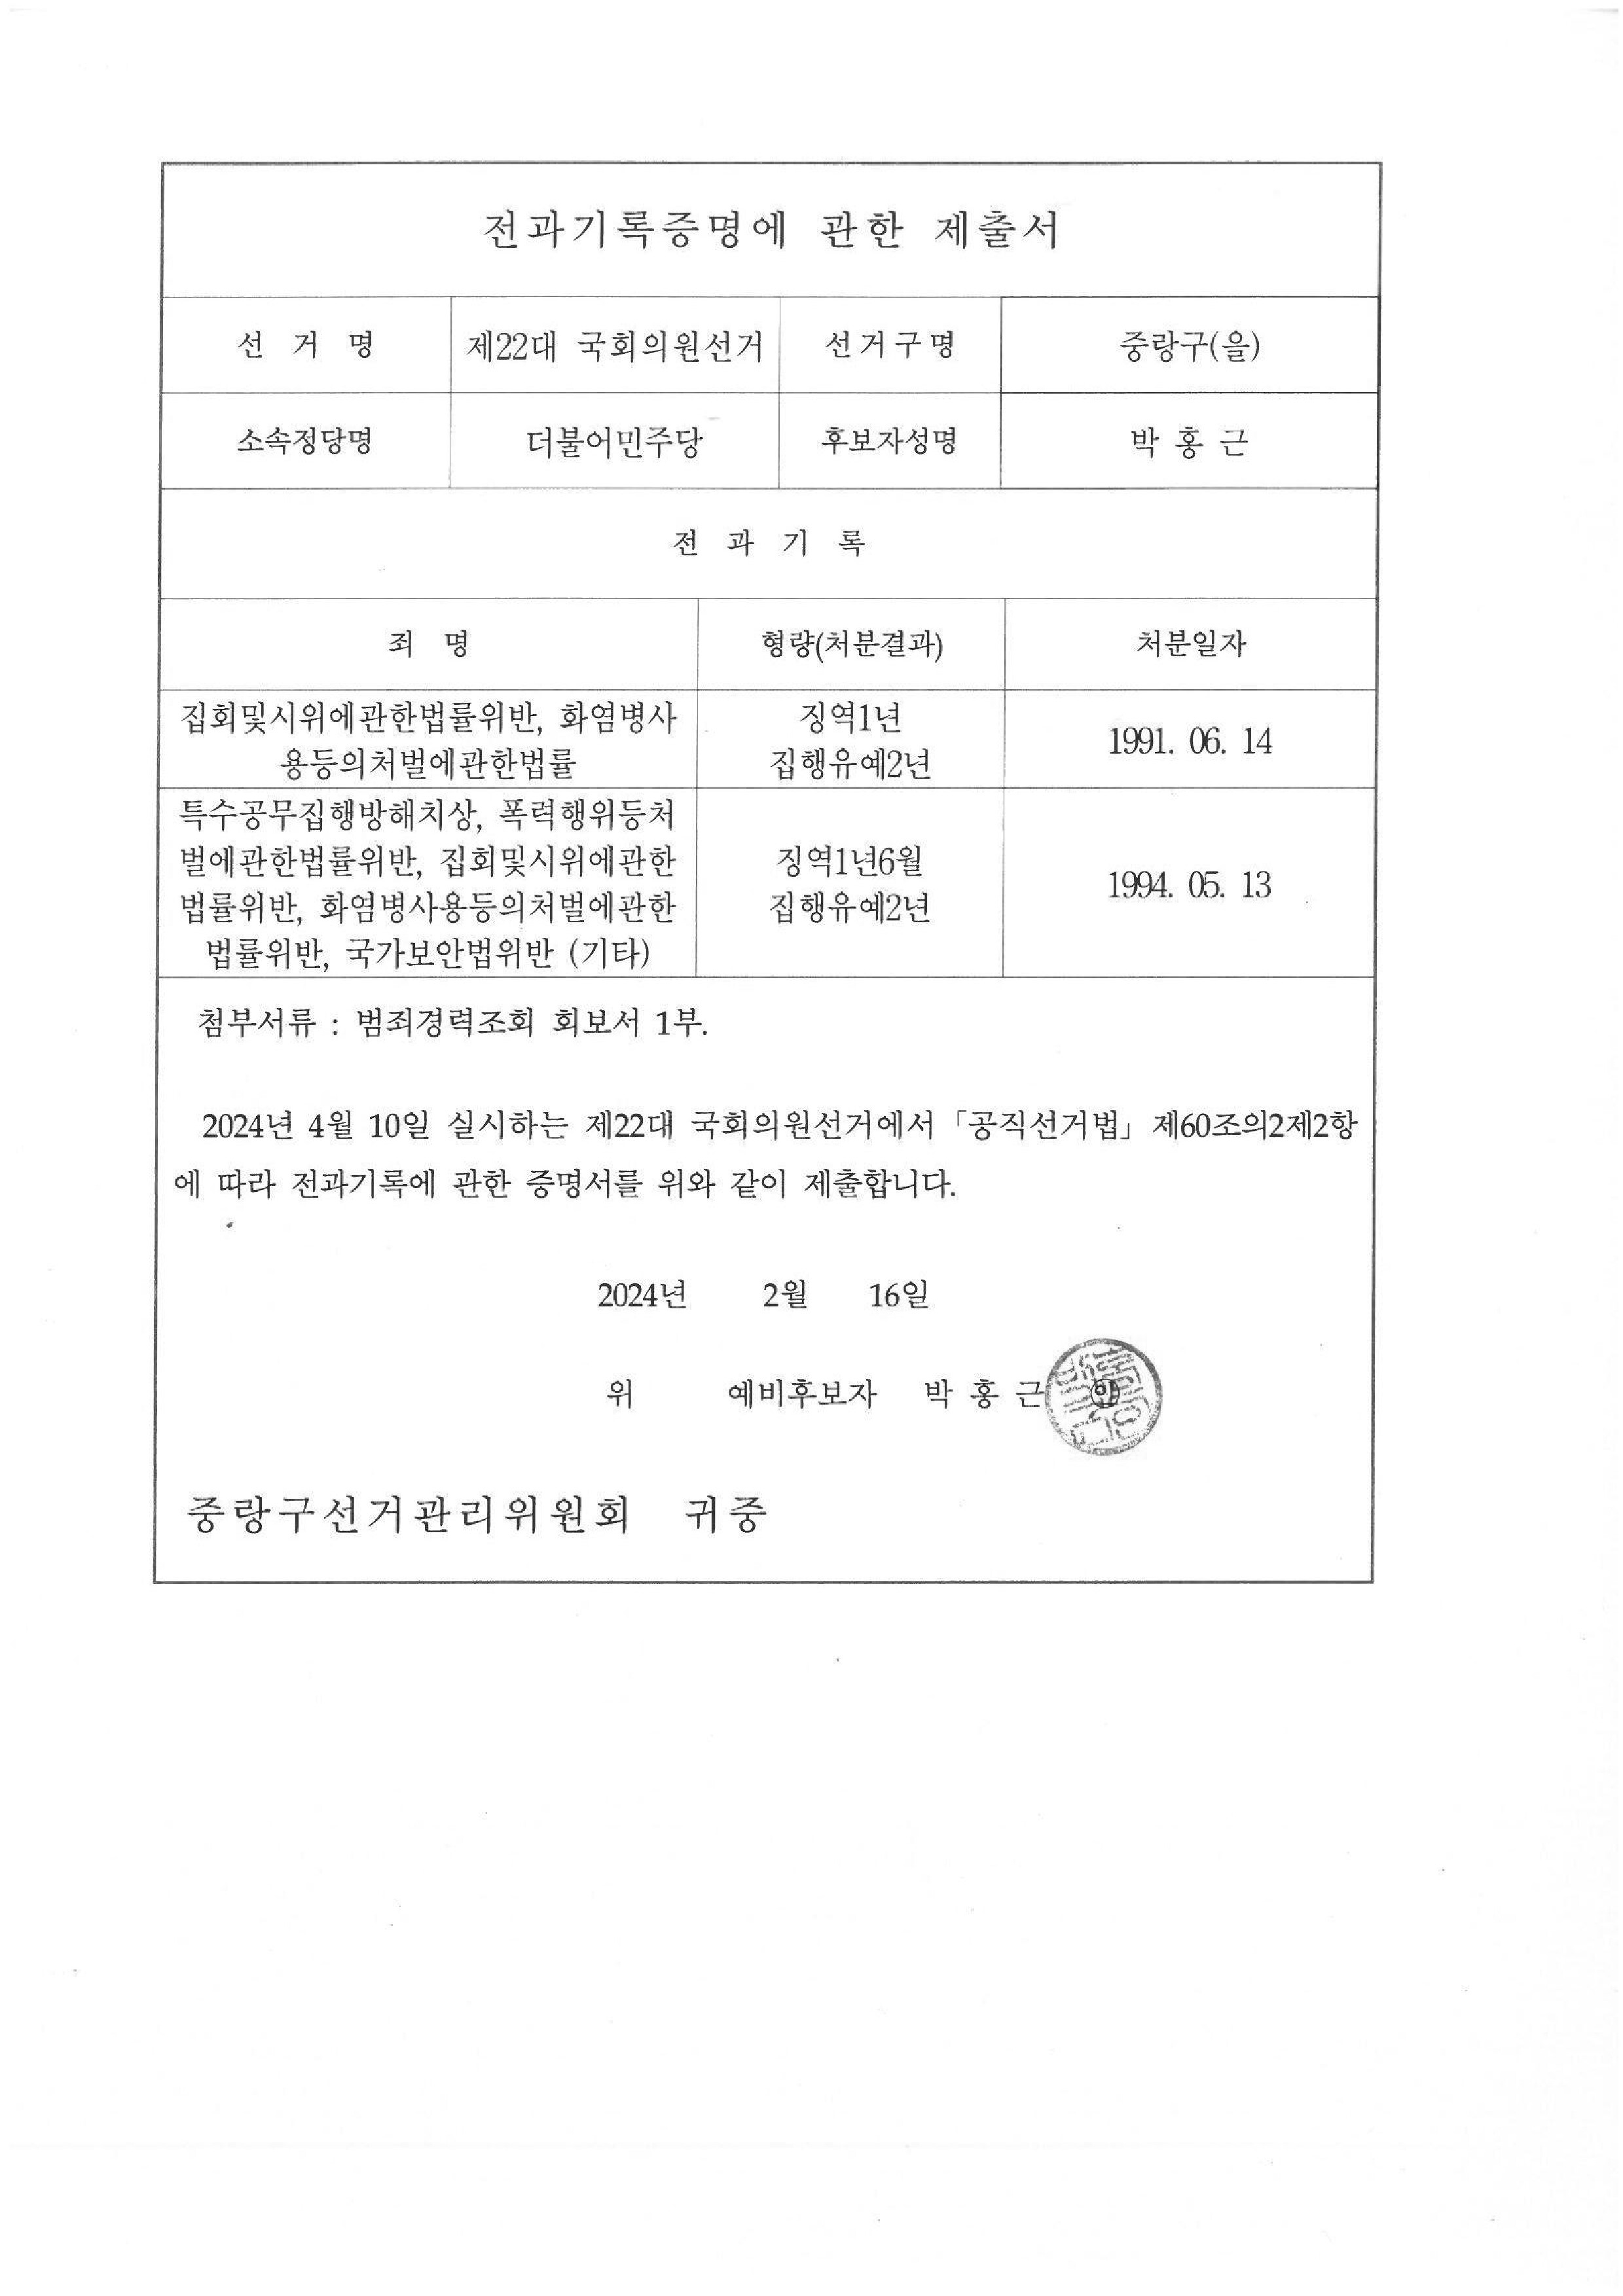 전과기록증명에 관한 제출서
선 거 명 제22대 국회의원선거 선거구명 중랑구(을)
소속정당명 더불어민주당 후보자성명 박 홍 근
전 과 기 록
죄 명 형량(처분결과) 처분일자
집회및시위에관한법률위반, 화염병사
용등의처벌에관한법률
징역1년
집행유예2년
1991. 06. 14
특수공무집행방해치상, 폭력행위등처
벌에관한법률위반, 집회및시위에관한
법률위반, 화염병사용등의처벌에관한
법률위반, 국가보안법위반 (기타)
징역1년6월
집행유예2년
1994. 05. 13
첨부서류 : 범죄경력조회 회보서 1부.
2024년 4월 10일 실시하는 제22대 국회의원선거에서 「공직선거법」 제60조의2제2항
에 따라 전과기록에 관한 증명서를 위와 같이 제출합니다.
2024년 2월 16일
위 예비후보자 박 홍 근 인
중랑구선거관리위원회 귀중